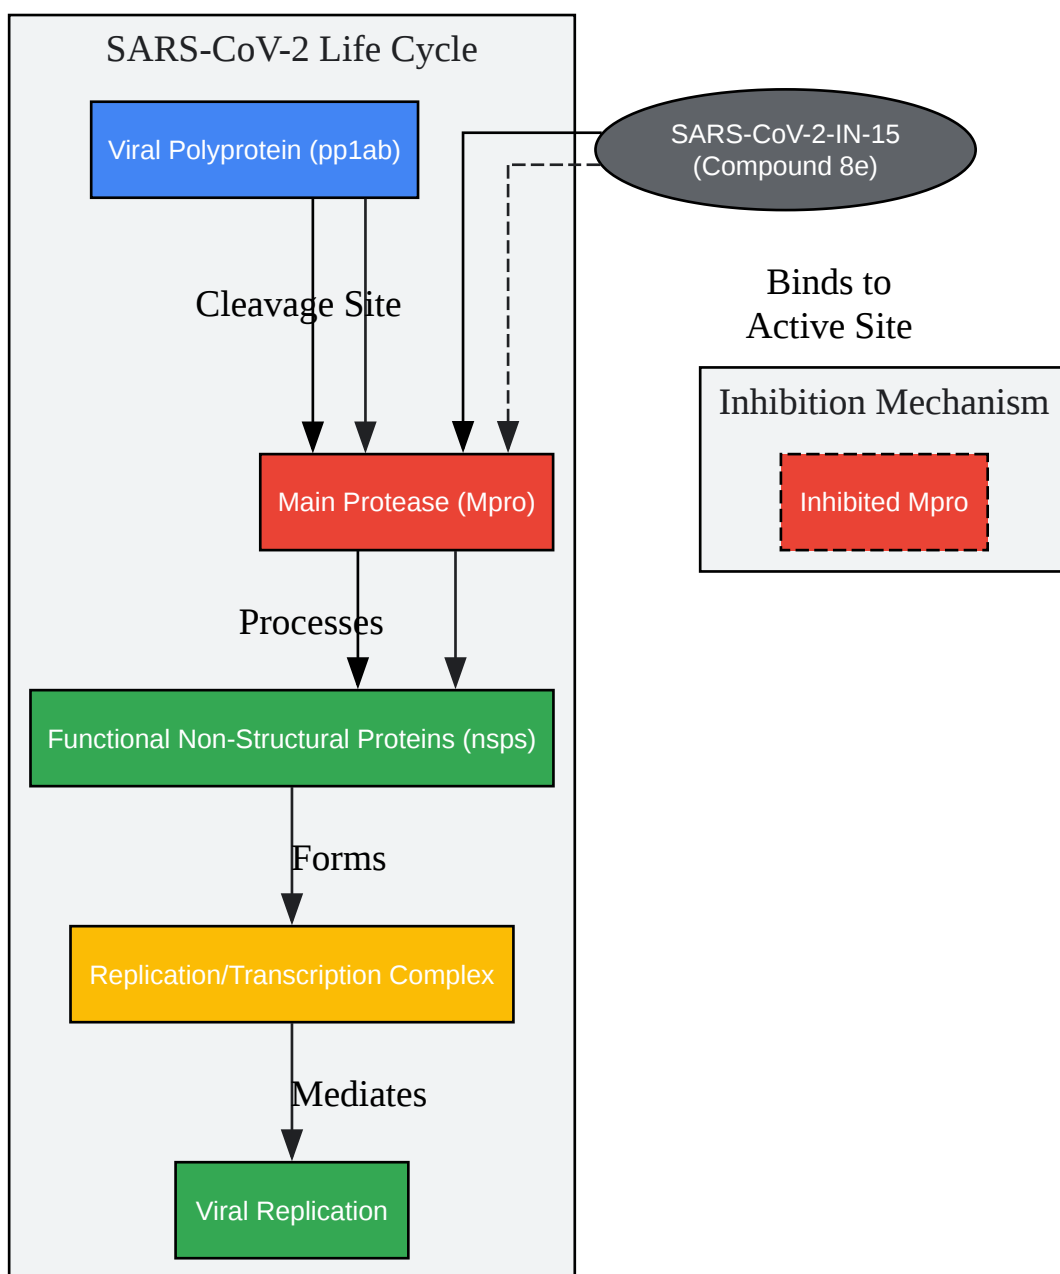 SARS-CoV-2 Life Cycle
Viral Polyprotein (pp1ab)
SARS-CoV-2-IN-15
(Compound 8e)
Cleavage Site
Binds to
Active Site
Inhibition Mechanism
Main Protease (Mpro)
Inhibited Mpro
Processes
Functional Non-Structural Proteins (nsps)
Forms
Replication/Transcription Complex
Mediates
Viral Replication